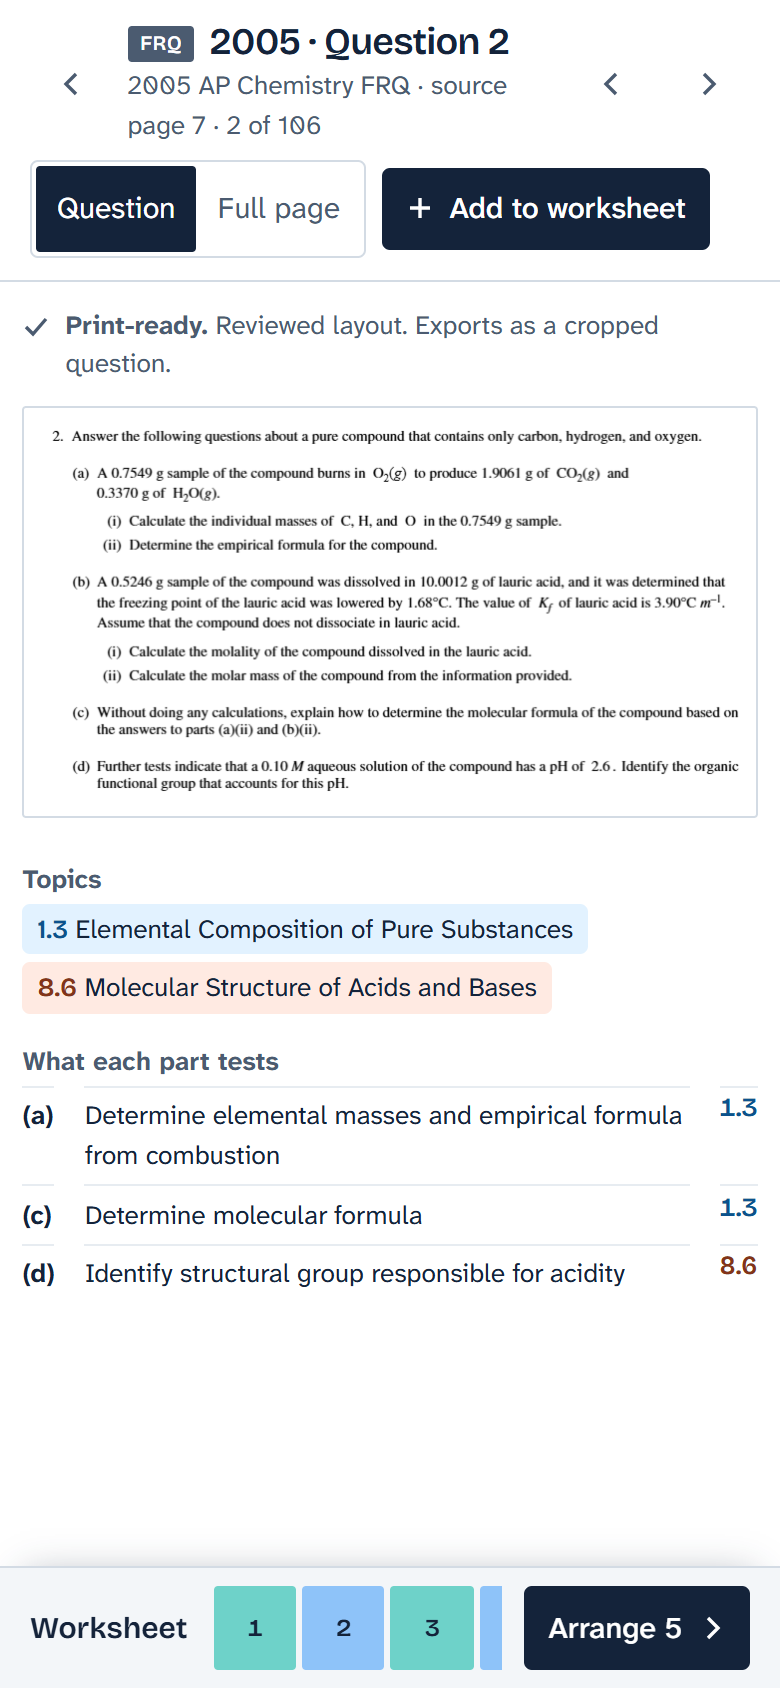 FRQ 2005 · Question 2
2005 AP Chemistry FRQ · source
page 7 · 2 of 106
Question Full page + Add to worksheet
Print-ready. Reviewed layout. Exports as a cropped
question.
2. Answer the following questions about a pure compound that contains only carbon, hydrogen, and oxygen.
(a) A 0.7549 g sample of the compound burns in O₂(g) to produce 1.9061 g of CO₂(g) and
0.3370 g of H₂O(g).
(i) Calculate the individual masses of C, H, and O in the 0.7549 g sample.
(ii) Determine the empirical formula for the compound.
(b) A 0.5246 g sample of the compound was dissolved in 10.0012 g of lauric acid, and it was determined that
the freezing point of the lauric acid was lowered by 1.68°C. The value of K_f of lauric acid is 3.90°C m⁻¹.
Assume that the compound does not dissociate in lauric acid.
(i) Calculate the molality of the compound dissolved in the lauric acid.
(ii) Calculate the molar mass of the compound from the information provided.
(c) Without doing any calculations, explain how to determine the molecular formula of the compound based on
the answers to parts (a)(ii) and (b)(ii).
(d) Further tests indicate that a 0.10 M aqueous solution of the compound has a pH of 2.6. Identify the organic
functional group that accounts for this pH.
Topics
1.3 Elemental Composition of Pure Substances
8.6 Molecular Structure of Acids and Bases
What each part tests
(a) Determine elemental masses and empirical formula 1.3
from combustion
(c) Determine molecular formula 1.3
(d) Identify structural group responsible for acidity 8.6
Worksheet 1 2 3 Arrange 5